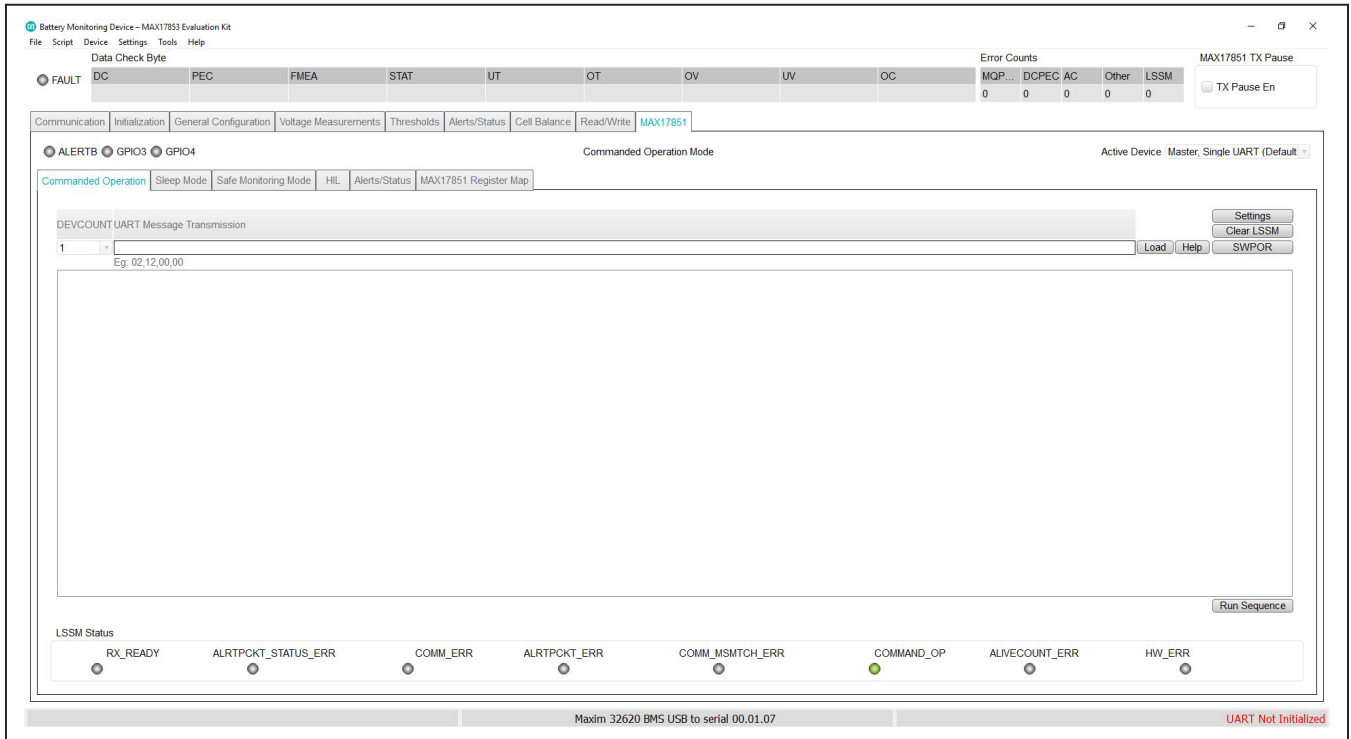 Battery Monitoring Device – MAX17853 Evaluation Kit
File Script Device Settings Tools Help
Data Check Byte
Error Counts
MAX17851 TX Pause
FAULT
DC PEC FMEA STAT UT OT OV UV OC
MQP... DCPEC AC Other LSSM
0 0 0 0 0
TX Pause En
Communication Initialization General Configuration Voltage Measurements Thresholds Alerts/Status Cell Balance Read/Write MAX17851
ALERTB GPIO3 GPIO4
Commanded Operation Mode
Active Device Master, Single UART (Default
Commanded Operation Sleep Mode Safe Monitoring Mode HIL Alerts/Status MAX17851 Register Map
DEVCOUNT UART Message Transmission
Settings
Clear LSSM
1
Load Help SWPOR
Eg: 02,12,00,00
Run Sequence
LSSM Status
RX_READY ALRTPCKT_STATUS_ERR COMM_ERR ALRTPCKT_ERR COMM_MSMTCH_ERR COMMAND_OP ALIVECOUNT_ERR HW_ERR
Maxim 32620 BMS USB to serial 00.01.07
UART Not Initialized